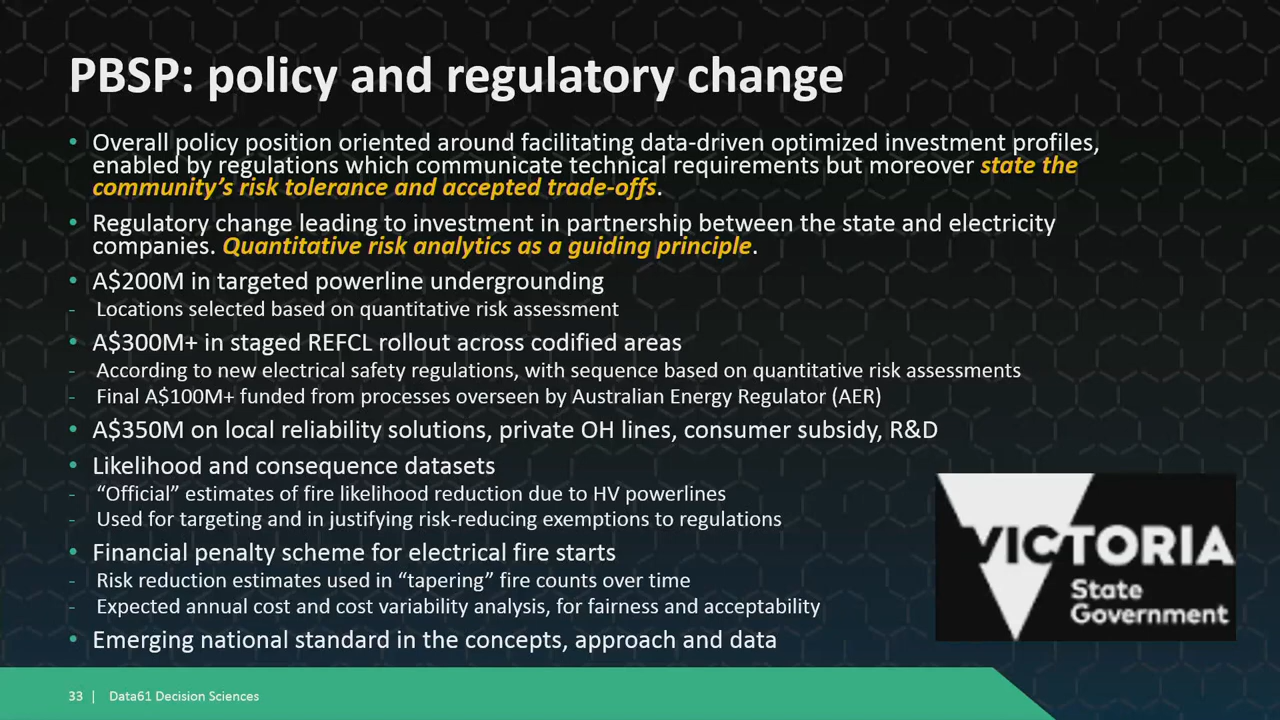 PBSP: policy and regulatory change
• Overall policy position oriented around facilitating data-driven optimized investment profiles,
enabled by regulations which communicate technical requirements but moreover state the
community's risk tolerance and accepted trade-offs.
• Regulatory change leading to investment in partnership between the state and electricity
companies. Quantitative risk analytics as a guiding principle.
• A$200M in targeted powerline undergrounding
- Locations selected based on quantitative risk assessment
• A$300M+ in staged REFCL rollout across codified areas
- According to new electrical safety regulations, with sequence based on quantitative risk assessments
- Final A$100M+ funded from processes overseen by Australian Energy Regulator (AER)
• A$350M on local reliability solutions, private OH lines, consumer subsidy, R&D
• Likelihood and consequence datasets
- “Official” estimates of fire likelihood reduction due to HV powerlines
- Used for targeting and in justifying risk-reducing exemptions to regulations
• Financial penalty scheme for electrical fire starts
- Risk reduction estimates used in “tapering” fire counts over time
- Expected annual cost and cost variability analysis, for fairness and acceptability
• Emerging national standard in the concepts, approach and data
VICTORIA
State
Government
33 | Data61 Decision Sciences